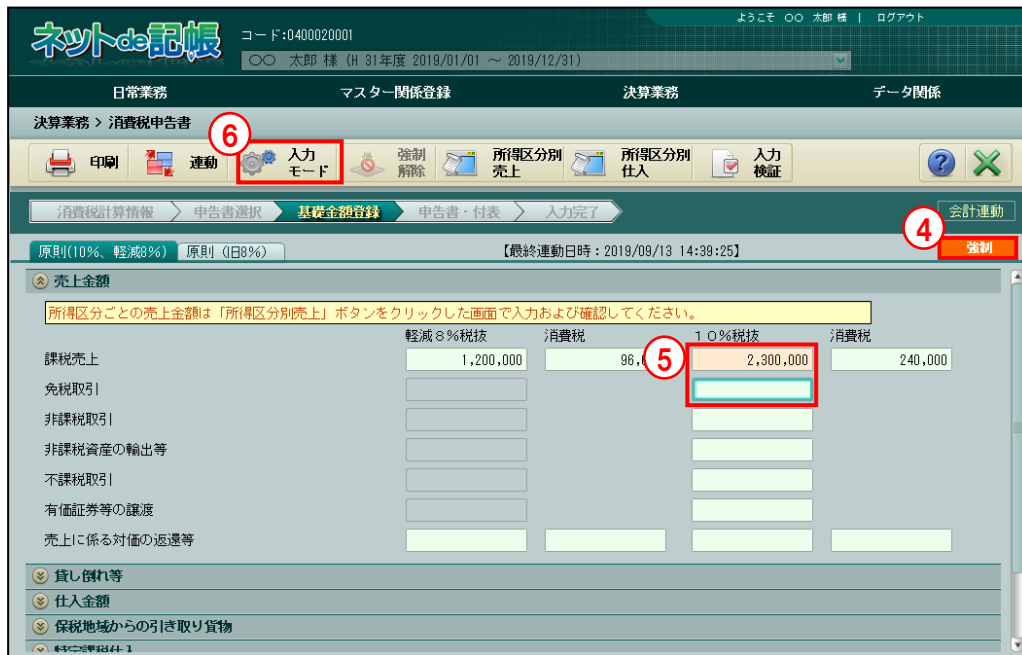 ようこそ 〇〇 太郎 様 | ログアウト
ネットde記帳
コード:0400020001
〇〇 太郎 様 (H 31年度 2019/01/01 ～ 2019/12/31)
日常業務 マスター関係登録 決算業務 データ関係
決算業務 > 消費税申告書
⑥
印刷 連動 入力モード 強制解除 所得区分別売上 所得区分別仕入 入力検証
消費税計算情報 申告書選択 基礎金額登録 申告書・付表 入力完了 会計連動
④
原則(10%、軽減8%) 原則 (旧8%) 【最終連動日時：2019/09/13 14:39:25】 強制
売上金額
所得区分ごとの売上金額は「所得区分別売上」ボタンをクリックした画面で入力および確認してください。
軽減８%税抜 消費税 １０%税抜 消費税
課税売上 1,200,000 96, ⑤ 2,300,000 240,000
免税取引
非課税取引
非課税資産の輸出等
不課税取引
有価証券等の譲渡
売上に係る対価の返還等
貸し倒れ等
仕入金額
保税地域からの引き取り貨物
特定課税仕入